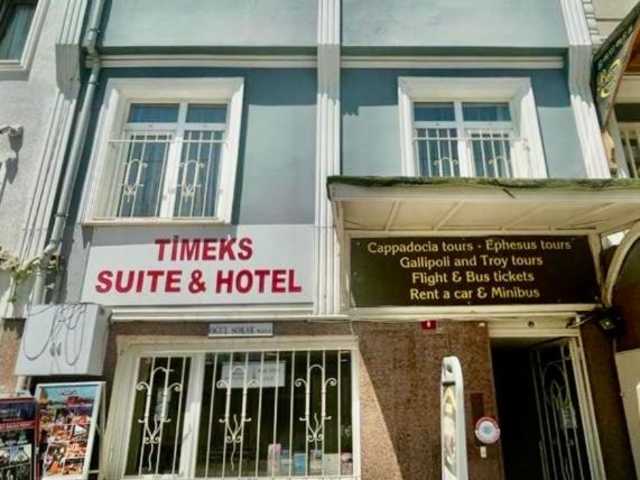 TİMEKS
SUITE & HOTEL
Cappadocia tours - Ephesus tours
Gallipoli and Troy tours
Flight & Bus tickets
Rent a car & Minibus